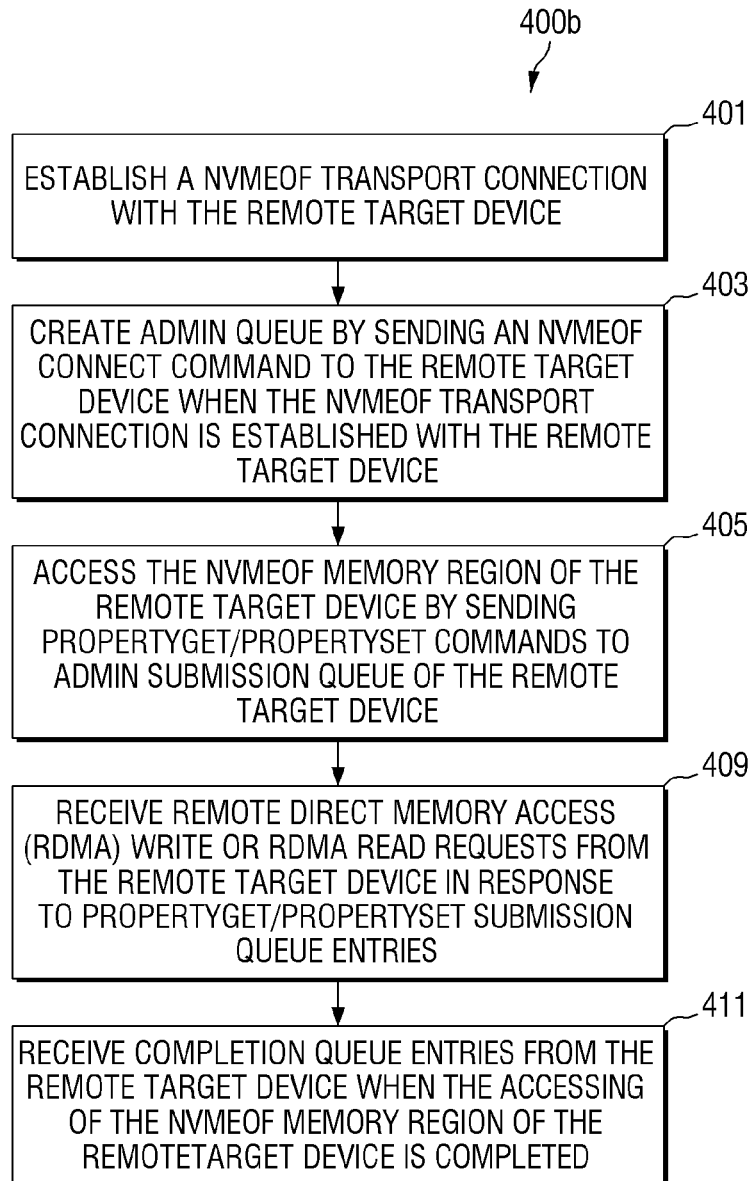 400b
401
ESTABLISH A NVMEOF TRANSPORT CONNECTION
WITH THE REMOTE TARGET DEVICE
403
CREATE ADMIN QUEUE BY SENDING AN NVMEOF
CONNECT COMMAND TO THE REMOTE TARGET
DEVICE WHEN THE NVMEOF TRANSPORT
CONNECTION IS ESTABLISHED WITH THE REMOTE
TARGET DEVICE
405
ACCESS THE NVMEOF MEMORY REGION OF THE
REMOTE TARGET DEVICE BY SENDING
PROPERTYGET/PROPERTYSET COMMANDS TO
ADMIN SUBMISSION QUEUE OF THE REMOTE
TARGET DEVICE
409
RECEIVE REMOTE DIRECT MEMORY ACCESS
(RDMA) WRITE OR RDMA READ REQUESTS FROM
THE REMOTE TARGET DEVICE IN RESPONSE
TO PROPERTYGET/PROPERTYSET SUBMISSION
QUEUE ENTRIES
411
RECEIVE COMPLETION QUEUE ENTRIES FROM THE
REMOTE TARGET DEVICE WHEN THE ACCESSING
OF THE NVMEOF MEMORY REGION OF THE
REMOTETARGET DEVICE IS COMPLETED